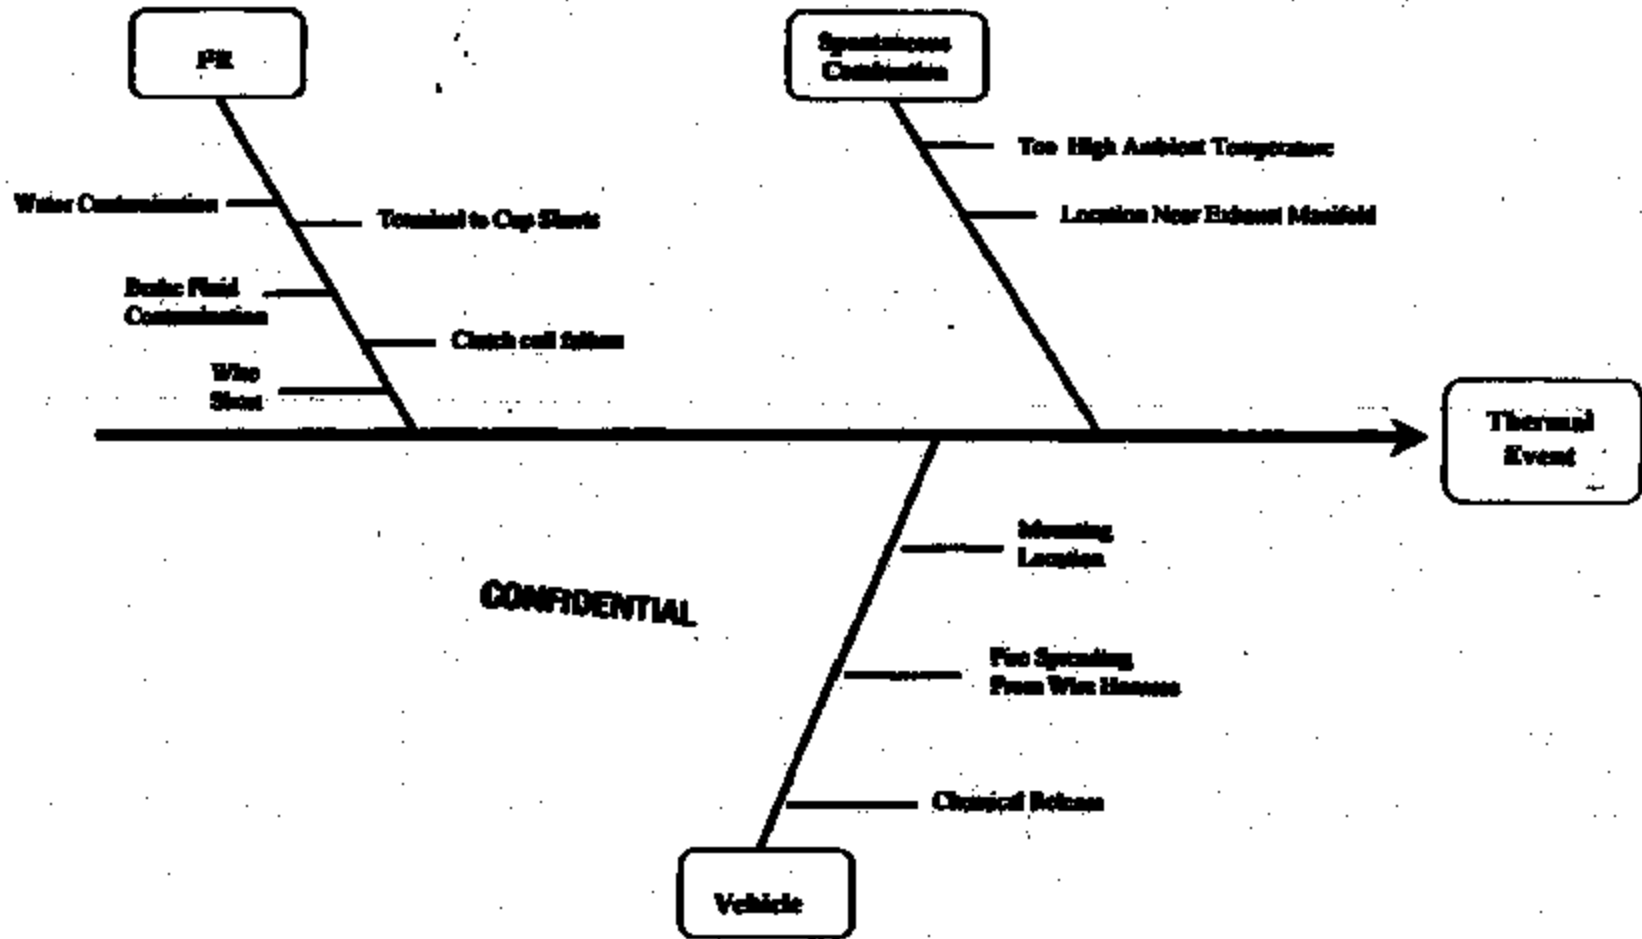 Spontaneous
Combustion
Too High Ambient Temperature
Water Contamination
Terminal to Cup Shorts
Location Near Exhaust Manifold
Brake Fluid
Contamination
Clutch coil failure
Wire
Short
Thermal
Event
Mounting
Location
CONFIDENTIAL
Fire Spreading
From Wire Harness
Chemical Release
Vehicle